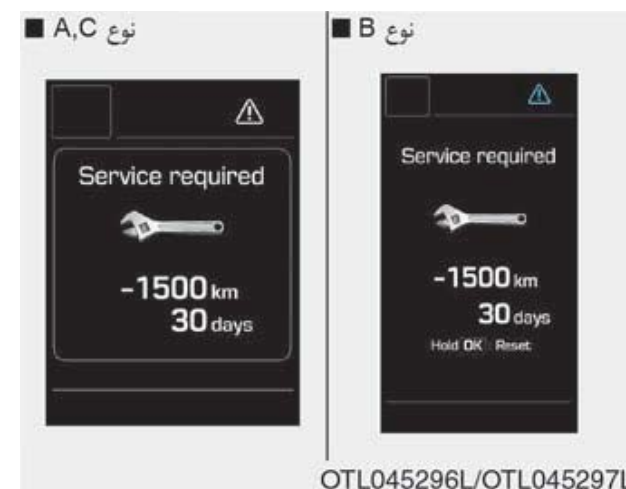 ■ A,C نوع
Service required
-1500 km
30 days
■ B نوع
Service required
-1500 km
30 days
Hold OK : Reset
OTL045296L/OTL045297L